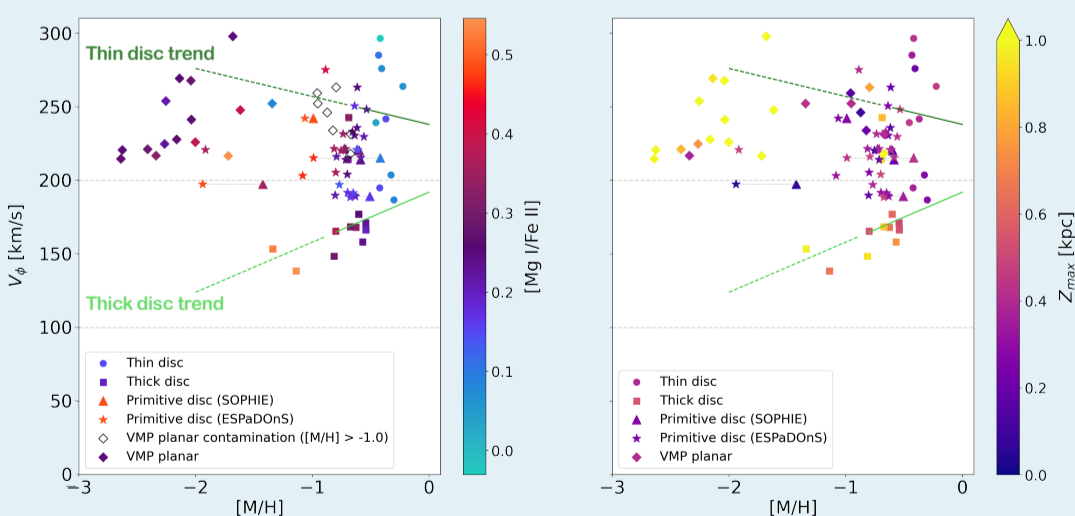 300
250
200
150
100
50
0
V_ϕ [km/s]
Thin disc trend
Thick disc trend
Thin disc
Thick disc
Primitive disc (SOPHIE)
Primitive disc (ESPaDOnS)
VMP planar contamination ([M/H] > -1.0)
VMP planar
−3 −2 −1 0
[M/H]
0.5
0.4
0.3
0.2
0.1
0.0
[Mg I/Fe II]
Thin disc
Thick disc
Primitive disc (SOPHIE)
Primitive disc (ESPaDOnS)
VMP planar
−3 −2 −1 0
[M/H]
1.0
0.8
0.6
0.4
0.2
0.0
Z_max [kpc]